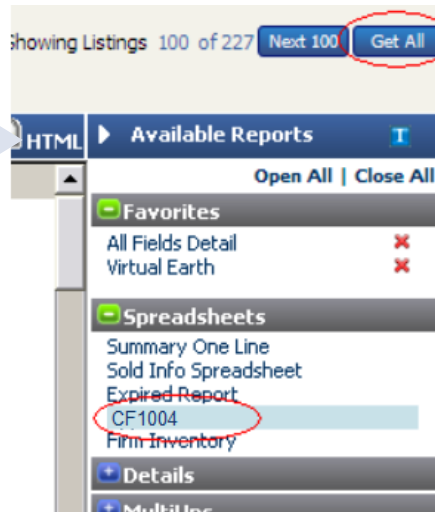 Showing Listings 100 of 227 Next 100 Get All
HTML Available Reports T
Open All | Close All
Favorites
All Fields Detail
Virtual Earth
Spreadsheets
Summary One Line
Sold Info Spreadsheet
Expired Report
CF1004
Firm Inventory
Details
MultiUps